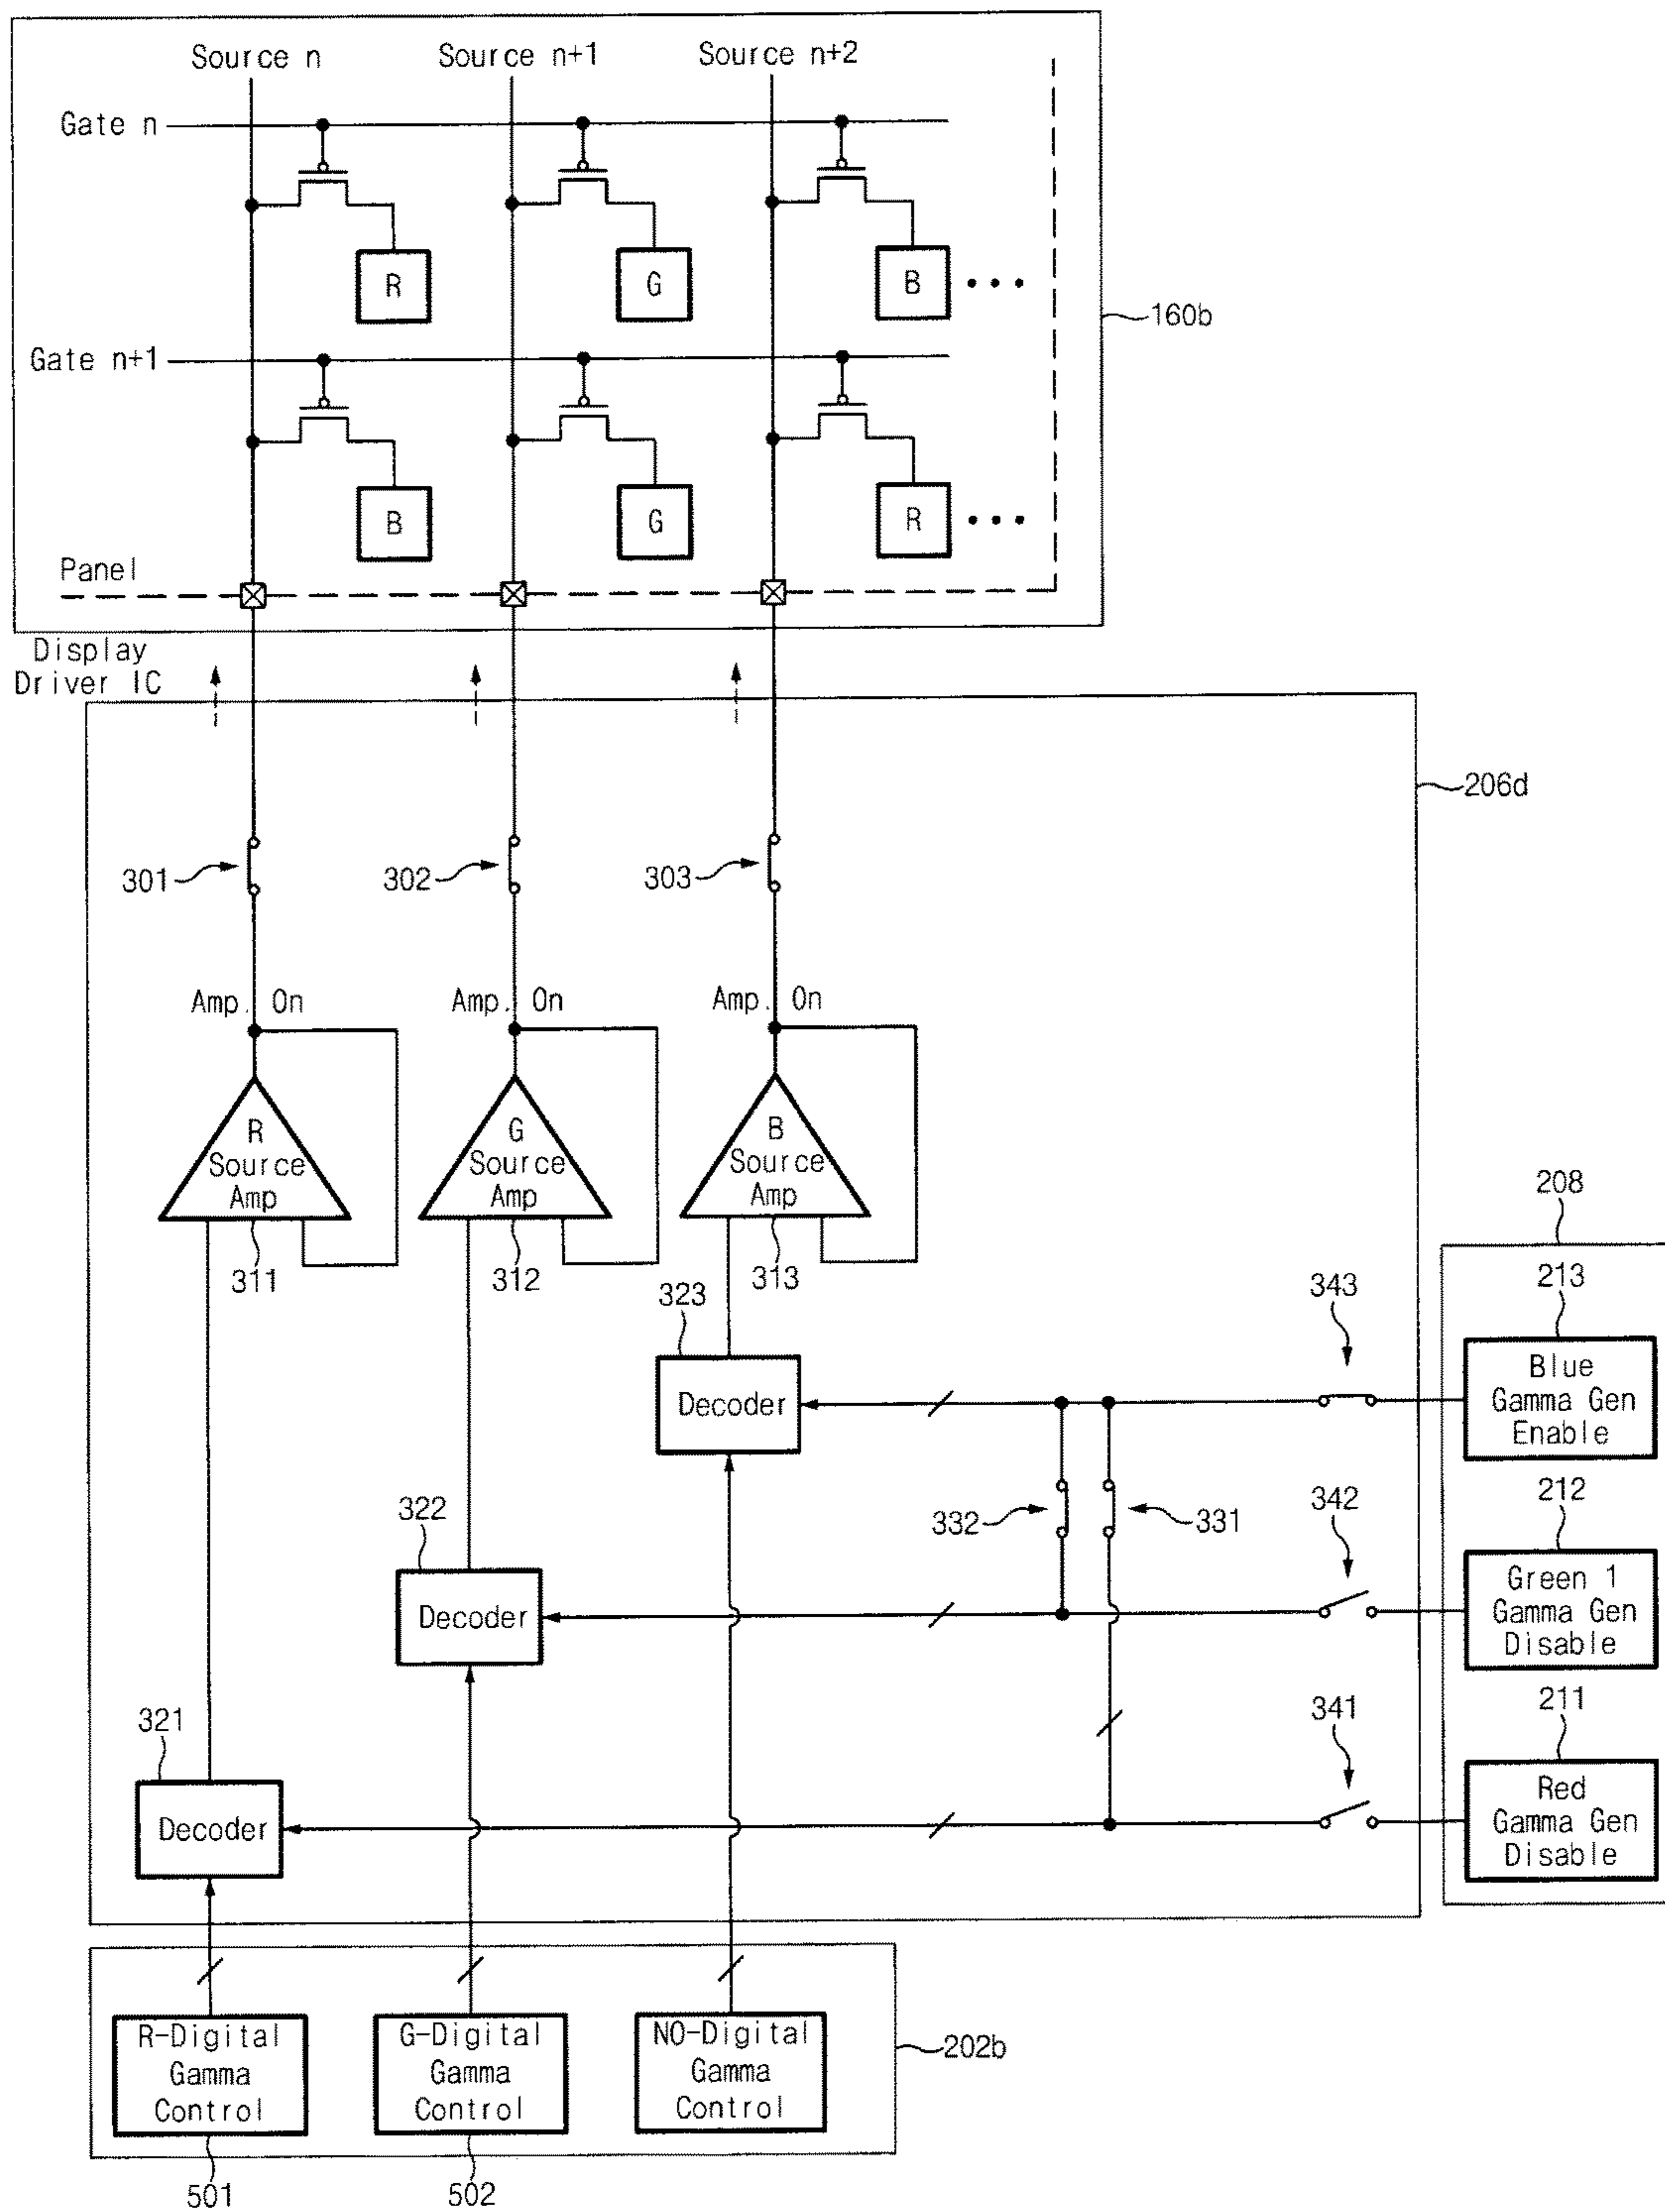 Source n
Source n+1
Source n+2
Gate n
R
G
B
160b
Gate n+1
B
G
R
Panel
Display
Driver IC
206d
301
302
303
Amp. On
Amp. On
Amp. On
R
Source
Amp
G
Source
Amp
B
Source
Amp
311
312
313
208
213
323
343
Decoder
Blue
Gamma Gen
Enable
322
332
331
342
212
Decoder
Green 1
Gamma Gen
Disable
321
341
211
Decoder
Red
Gamma Gen
Disable
R-Digital
Gamma
Control
G-Digital
Gamma
Control
NO-Digital
Gamma
Control
202b
501
502